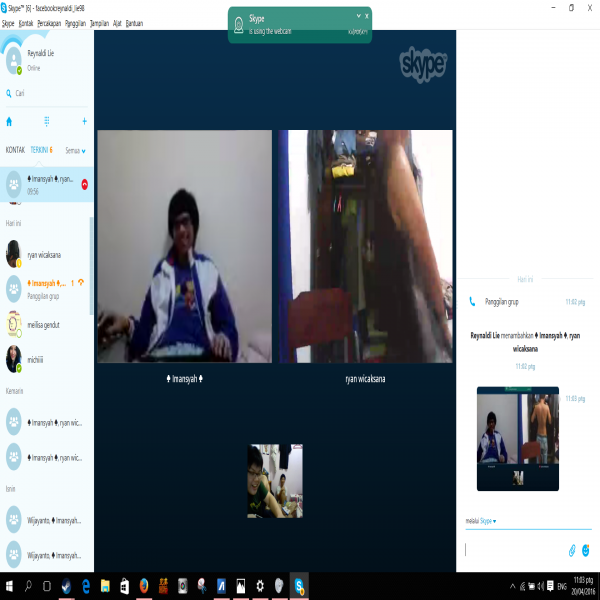 Skype™ [6] - facebook:reynaldi_lie98
Skype Kontak Percakapan Panggilan Tampilan Alat Bantuan
Skype
is using the webcam
skype
Reynaldi Lie
Online
Cari
KONTAK TERKINI 6 Semua
♠ Imansyah ♠, ryan...
09:56
Hari ini
ryan wicaksana
♠ Imansyah ♠,... 1
Panggilan grup
meilisa gendut
michiiii
Kemarin
♠ Imansyah ♠, ryan wic...
♠ Imansyah ♠, ryan wic...
Isnin
Wijayanto, ♠ Imansyah...
Wijayanto, ♠ Imansyah...
♠ Imansyah ♠
ryan wicaksana
Hari ini
Panggilan grup 11:02 ptg
Reynaldi Lie menambahkan ♠ Imansyah ♠, ryan
wicaksana
11:02 ptg
11:03 ptg
melalui Skype
ENG
11:03 ptg
20/04/2016